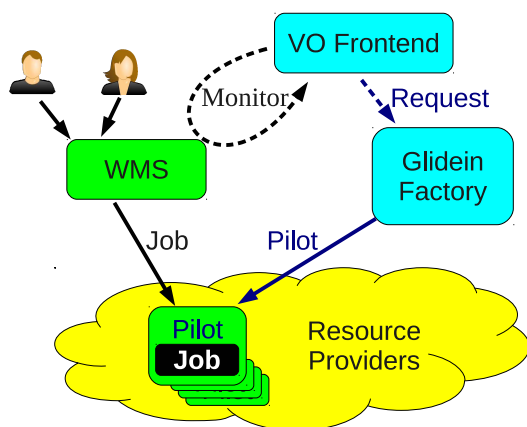 VO Frontend
Monitor
Request
WMS
Glidein
Factory
Job
Pilot
Pilot
Job
Resource
Providers